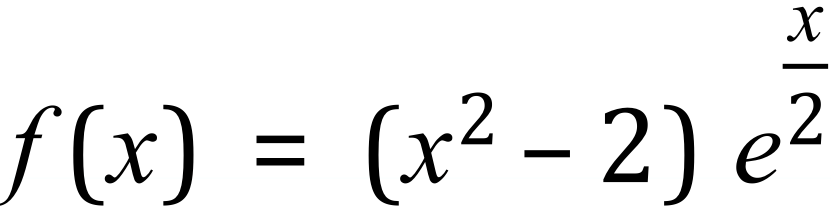 f(x) = (x² − 2) e^(x/2)